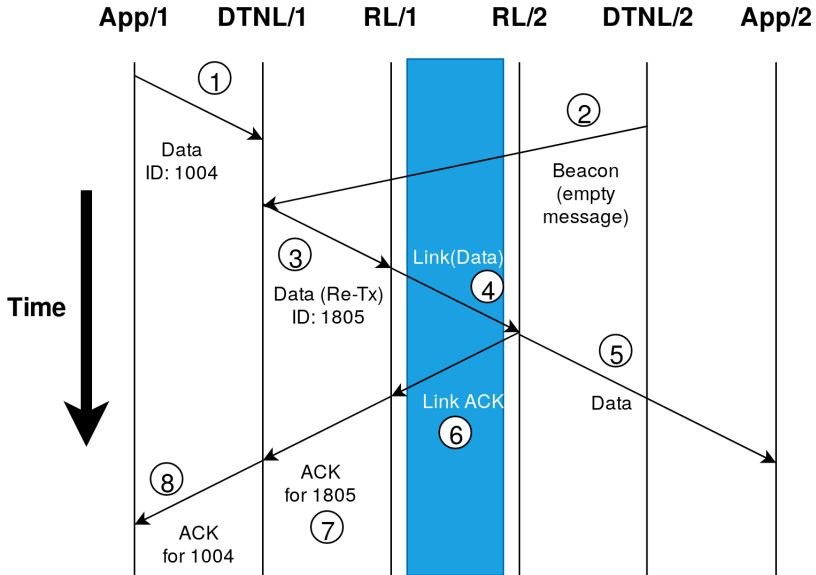 App/1 DTNL/1 RL/1 RL/2 DTNL/2 App/2
1
2
Data
ID: 1004
Beacon
(empty
message)
3
Link(Data)
4
Data (Re-Tx)
ID: 1805
Time
5
Data
Link ACK
6
8
ACK
for 1805
7
ACK
for 1004